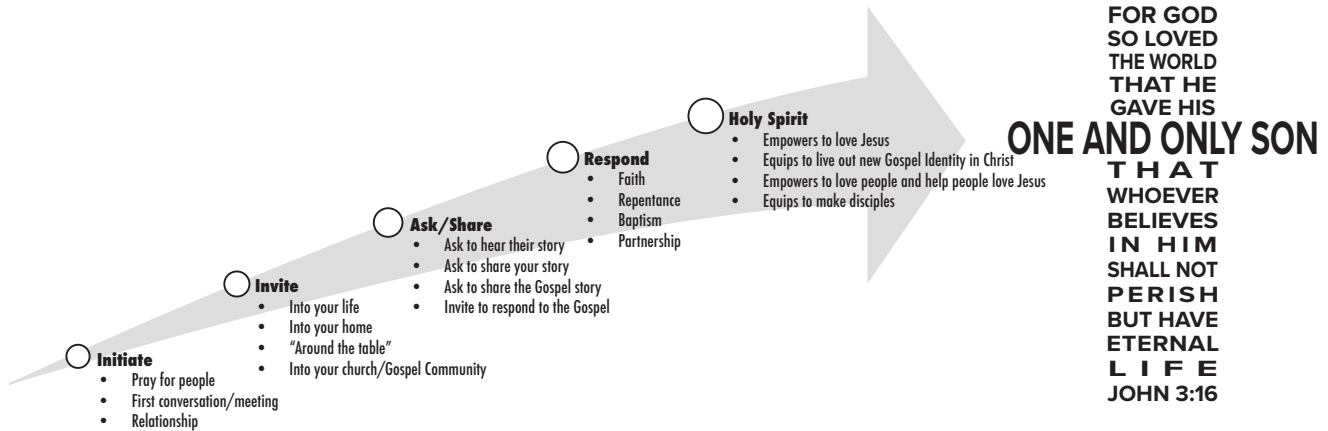 Initiate
• Pray for people
• First conversation/meeting
• Relationship
Invite
• Into your life
• Into your home
• “Around the table”
• Into your church/Gospel Community
Ask/Share
• Ask to hear their story
• Ask to share your story
• Ask to share the Gospel story
• Invite to respond to the Gospel
Respond
• Faith
• Repentance
• Baptism
• Partnership
Holy Spirit
• Empowers to love Jesus
• Equips to live out new Gospel Identity in Christ
• Empowers to love people and help people love Jesus
• Equips to make disciples
FOR GOD
SO LOVED
THE WORLD
THAT HE
GAVE HIS
ONE AND ONLY SON
THAT
WHOEVER
BELIEVES
IN HIM
SHALL NOT
PERISH
BUT HAVE
ETERNAL
LIFE
JOHN 3:16